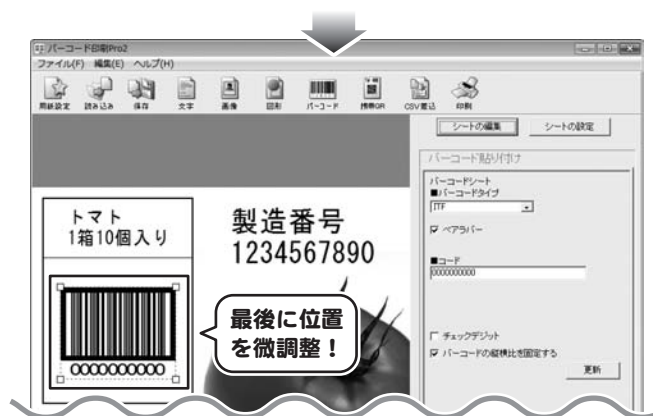 バーコード印刷Pro2
ファイル(F) 編集(E) ヘルプ(H)
用紙設定 読み込み 保存 文字 画像 図形 バーコード 携帯QR CSV差込 印刷
シートの編集 シートの設定
バーコード貼り付け
バーコードシート
■バーコードタイプ
ITF
ベアラバー
■コード
0000000000
チェックデジット
バーコードの縦横比を固定する
更新
トマト
1箱10個入り
0000000000
製造番号
1234567890
最後に位置
を微調整！